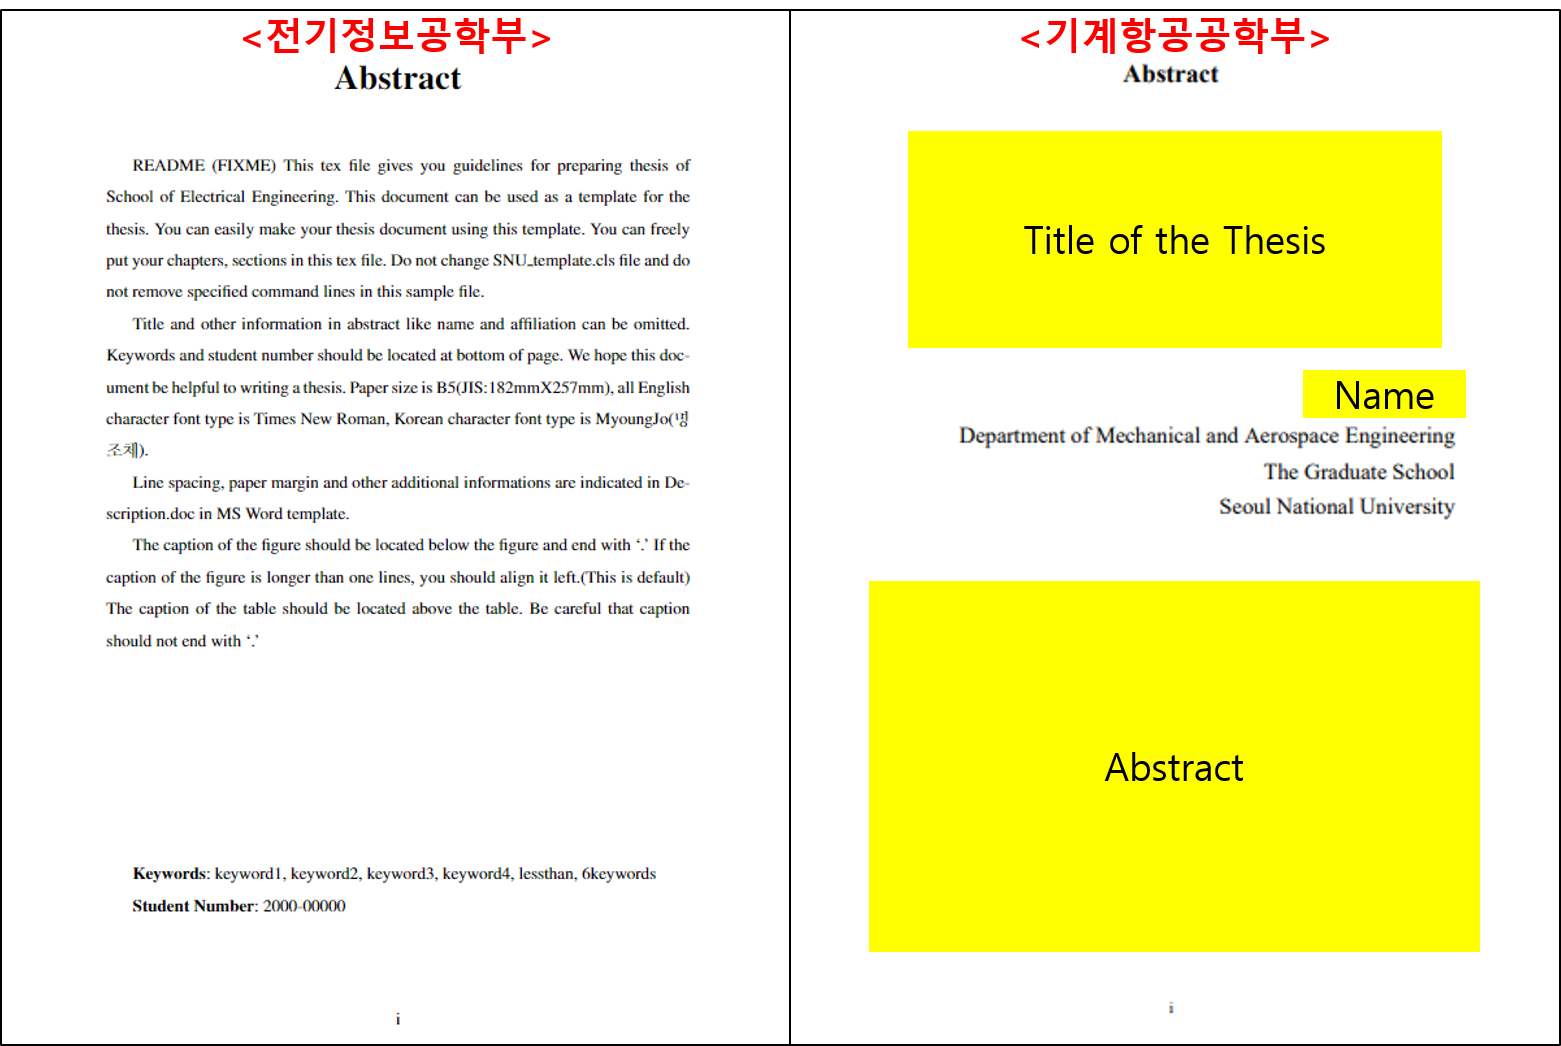 <전기정보공학부>
Abstract
README (FIXME) This tex file gives you guidelines for preparing thesis of
School of Electrical Engineering. This document can be used as a template for the
thesis. You can easily make your thesis document using this template. You can freely
put your chapters, sections in this tex file. Do not change SNU_template.cls file and do
not remove specified command lines in this sample file.
Title and other information in abstract like name and affiliation can be omitted.
Keywords and student number should be located at bottom of page. We hope this doc-
ument be helpful to writing a thesis. Paper size is B5(JIS:182mmX257mm), all English
character font type is Times New Roman, Korean character font type is MyoungJo(명
조체).
Line spacing, paper margin and other additional informations are indicated in De-
scription.doc in MS Word template.
The caption of the figure should be located below the figure and end with ‘.’ If the
caption of the figure is longer than one lines, you should align it left.(This is default)
The caption of the table should be located above the table. Be careful that caption
should not end with ‘.’
Keywords: keyword1, keyword2, keyword3, keyword4, lessthan, 6keywords
Student Number: 2000-00000
i
<기계항공공학부>
Abstract
Title of the Thesis
Name
Department of Mechanical and Aerospace Engineering
The Graduate School
Seoul National University
Abstract
i